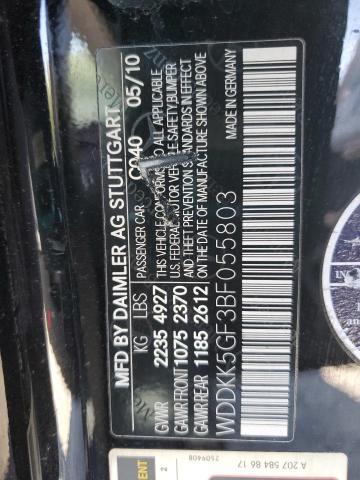 MFD BY DAIMLER AG STUTTGART
KG LBS PASSENGER CAR C040 05/10
GVWR 2235 4927 THIS VEHICLE CONFORMS TO ALL APPLICABLE
GAWR FRONT 1075 2370 U.S. FEDERAL MOTOR VEHICLE SAFETY, BUMPER
GAWR REAR 1185 2612 AND THEFT PREVENTION STANDARDS IN EFFECT
ON THE DATE OF MANUFACTURE SHOWN ABOVE
WDDKK5GF3BF055803 MADE IN GERMANY
A 207 584 86 17
2509408